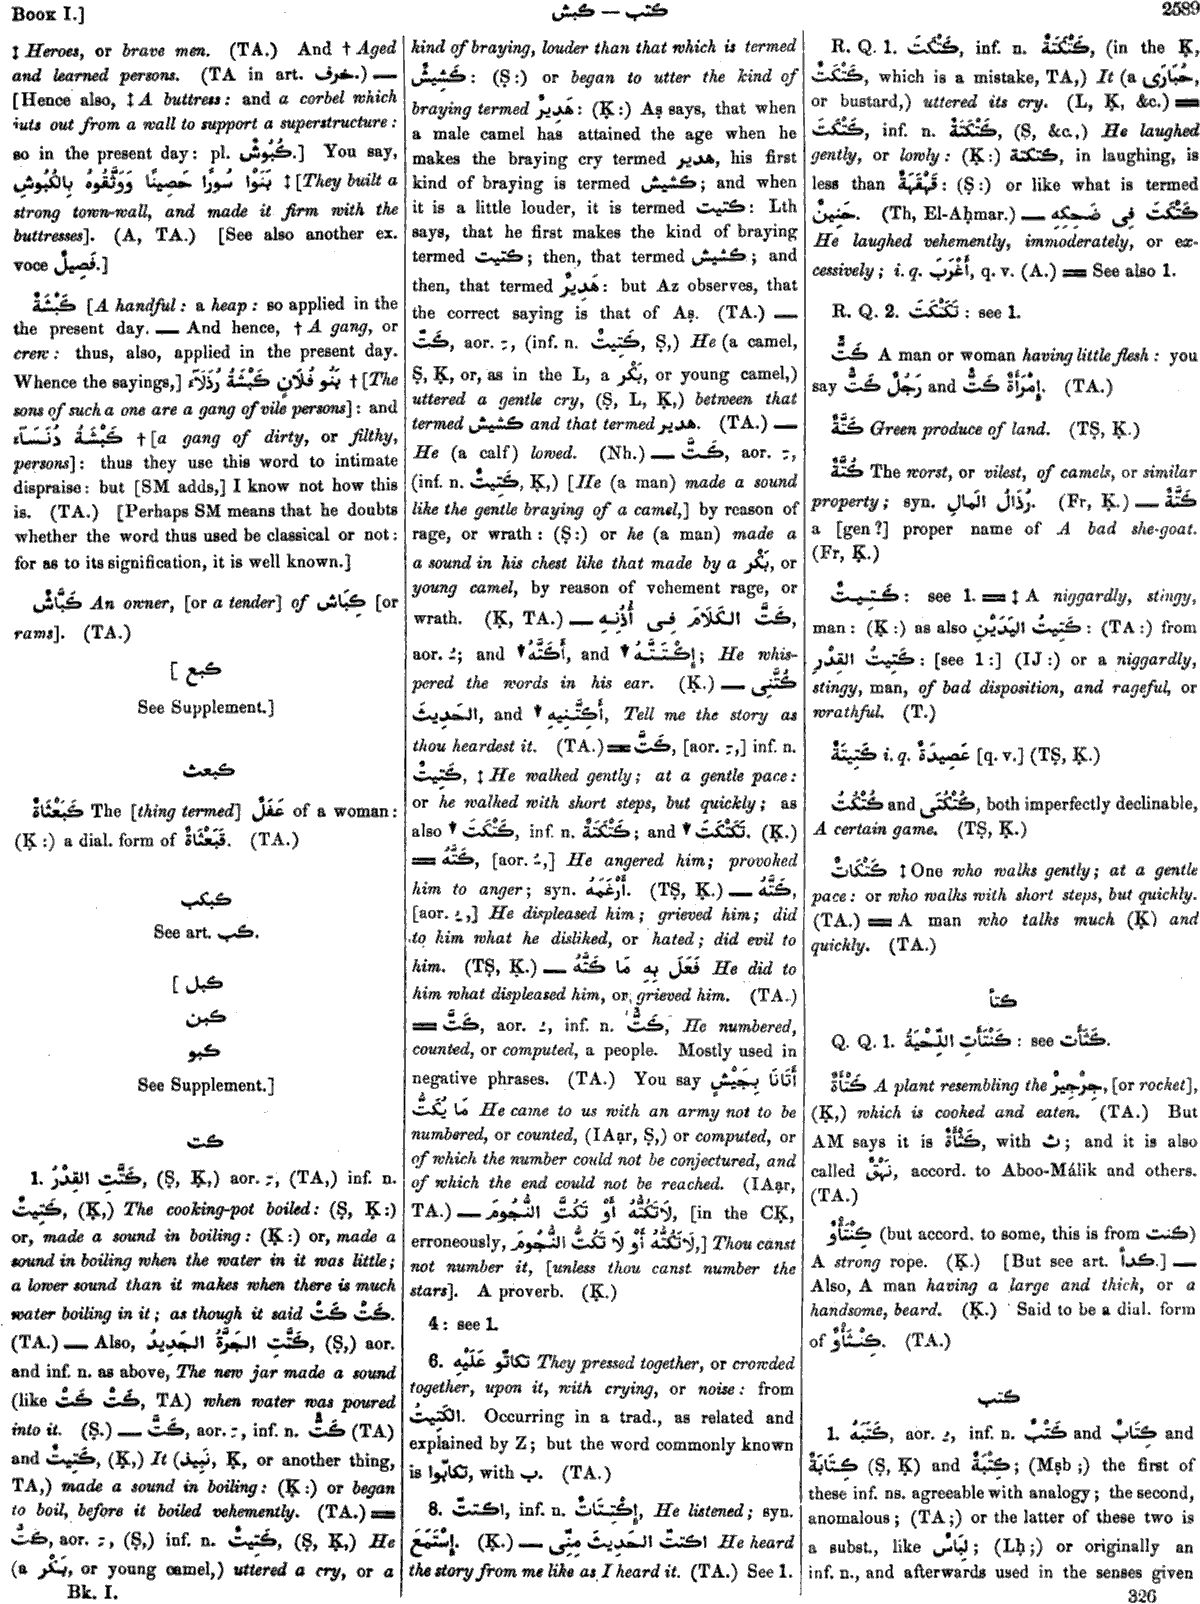 Book I.]
كتب — كبش
2589
‡ Heroes, or brave men. (TA.) And † Aged
and learned persons. (TA in art. خرف.) —
[Hence also, ‡ A buttress: and a corbel which
juts out from a wall to support a superstructure:
so in the present day: pl. كُبُوشٌ.] You say,
بَنَوْا سُورًا حَصِينًا وَوَثَّقُوهُ بِالكُبُوشِ ‡ [They built a
strong town-wall, and made it firm with the
buttresses]. (A, TA.) [See also another ex.
voce فَصِيلٌ.]
كَبْشَةٌ [A handful: a heap: so applied in the
the present day. — And hence, † A gang, or
crew: thus, also, applied in the present day.
Whence the sayings,] بَنُو فُلَانٍ كَبْشَةُ رُذَلَآءَ † [The
sons of such a one are a gang of vile persons]: and
كَبْشَةُ دُنَسَآءَ † [a gang of dirty, or filthy,
persons]: thus they use this word to intimate
dispraise: but [SM adds,] I know not how this
is. (TA.) [Perhaps SM means that he doubts
whether the word thus used be classical or not:
for as to its signification, it is well known.]
كَبَّاشٌ An owner, [or a tender] of كِبَاش [or
rams]. (TA.)
كبع ]
See Supplement.]
كبعث
كَبَعْثَاةٌ The [thing termed] عَفَلٌ of a woman:
(Ḳ:) a dial. form of قَبَعْثَاةٌ. (TA.)
كبكب
See art. كب.
كبل ]
كبن
كبو
See Supplement.]
كت
1. كَتَّتِ القِدْرُ, (Ṣ, Ḳ,) aor. ـِ, (TA,) inf. n.
كَتِيتٌ, (Ḳ,) The cooking-pot boiled: (Ṣ, Ḳ:)
or, made a sound in boiling: (Ḳ:) or, made a
sound in boiling when the water in it was little;
a lower sound than it makes when there is much
water boiling in it; as though it said كَتْ كَتْ.
(TA.) — Also, كَتَّتِ الجَرَّةُ الجَدِيدُ, (Ṣ,) aor.
and inf. n. as above, The new jar made a sound
(like كَتْ كَتْ, TA) when water was poured
into it. (Ṣ.) — كَتَّ, aor. ـِ, inf. n. كَتٌّ (TA)
and كَتِيتٌ, (Ḳ,) It (نَبِيذ, Ḳ, or another thing,
TA,) made a sound in boiling: (Ḳ:) or began
to boil, before it boiled vehemently. (TA.) ═
كَتَّ, aor. ـِ, (Ṣ,) inf. n. كَتِيتٌ, (Ṣ, Ḳ,) He
(a بَكْر, or young camel,) uttered a cry, or a
Bk. I.
kind of braying, louder than that which is termed
كَشِيشٌ: (Ṣ:) or began to utter the kind of
braying termed هَدِيرٌ: (Ḳ:) Aṣ says, that when
a male camel has attained the age when he
makes the braying cry termed هدير, his first
kind of braying is termed كشيش; and when
it is a little louder, it is termed كتيت: Lth
says, that he first makes the kind of braying
termed كتيت; then, that termed كشيش; and
then, that termed هَدِيرٌ: but Az observes, that
the correct saying is that of Aṣ. (TA.) —
كَتَّ, aor. ـِ, (inf. n. كَتِيتٌ, Ṣ,) He (a camel,
Ṣ, Ḳ, or, as in the L, a بَكْر, or young camel,)
uttered a gentle cry, (Ṣ, L, Ḳ,) between that
termed كشيش and that termed هدير. (TA.) —
He (a calf) lowed. (Nh.) — كَتَّ, aor. ـِ,
(inf. n. كَتِيتٌ, Ḳ,) [He (a man) made a sound
like the gentle braying of a camel,] by reason of
rage, or wrath: (Ṣ:) or he (a man) made a
a sound in his chest like that made by a بَكْر, or
young camel, by reason of vehement rage, or
wrath. (Ḳ, TA.) — كَتَّ الكَلَامَ فِى أُذُنِهِ,
aor. ـُ; and أَكَتَّهُ▼, and إِكْتَتَّهُ▼; He whis-
pered the words in his ear. (Ḳ.) — كُتَّنِى
الحَدِيثَ, and أَكِتَّنِيهِ▼, Tell me the story as
thou heardest it. (TA.) ═ كَتَّ, [aor. ـِ,] inf. n.
كَتِيتٌ, ‡ He walked gently; at a gentle pace:
or he walked with short steps, but quickly; as
also كَتْكَتَ▼, inf. n. كَتْكَتَةٌ; and تَكَتْكَتَ▼. (Ḳ.)
═ كَتَّهُ, [aor. ـُ,] He angered him; provoked
him to anger; syn. أَرْغَمَهُ. (TṢ, Ḳ.) — كَتَّهُ,
[aor. ـُ,] He displeased him; grieved him; did
to him what he disliked, or hated; did evil to
him. (TṢ, Ḳ.) — فَعَلَ بِهِ مَا كَتَّهُ He did to
him what displeased him, or grieved him. (TA.)
═ كَتَّ, aor. ـُ, inf. n. كَتٌّ, He numbered,
counted, or computed, a people. Mostly used in
negative phrases. (TA.) You say أَتَانَا بِجَيْشٍ
مَا يُكَتُّ He came to us with an army not to be
numbered, or counted, (IAạr, Ṣ,) or computed, or
of which the number could not be conjectured, and
of which the end could not be reached. (IAạr,
TA.) — لَا تَكُتُّهُ أَوْ تَكُتَّ النُّجُومَ, [in the CḲ,
erroneously, لَا تَكُتُّهُ أَوْ لَا تَكُتُّ النُّجُومَ,] Thou canst
not number it, [unless thou canst number the
stars]. A proverb. (Ḳ.)
4: see 1.
6. تكاتّو عَلَيْهِ They pressed together, or crowded
together, upon it, with crying, or noise: from
الكَتِيتُ. Occurring in a trad., as related and
explained by Z; but the word commonly known
is تكابّوا, with ب. (TA.)
8. اكتتّ, inf. n. إِكْتِتَاتٌ, He listened; syn.
إِسْتَمَعَ. (Ḳ.) — اكتتّ الحَدِيثَ مِنِّى He heard
the story from me like as I heard it. (TA.) See 1.
R. Q. 1. كَتْكَتَ, inf. n. كَتْكَتَةٌ, (in the Ḳ,
كَتْكَتْ, which is a mistake, TA,) It (a حُبَارَى,
or bustard,) uttered its cry. (L, Ḳ, &c.) ═
كَتْكَتَ, inf. n. كَتْكَتَةٌ, (Ṣ, &c.,) He laughed
gently, or lowly: (Ḳ:) كتكتة, in laughing, is
less than قَهْقَهَةٌ: (Ṣ:) or like what is termed
حَنِينٌ. (Th, El-Aḥmar.) — كَتْكَتَ فِى ضَحِكِهِ
He laughed vehemently, immoderately, or ex-
cessively; i. q. أَغْرَبَ, q. v. (A.) ═ See also 1.
R. Q. 2. تَكَتْكَتَ: see 1.
كَتٌّ A man or woman having little flesh: you
say رَجُلٌ كَتٌّ and إِمْرَأَةٌ كَتٌّ. (TA.)
كَتَّةٌ Green produce of land. (TṢ, Ḳ.)
كُتَّةٌ The worst, or vilest, of camels, or similar
property; syn. رُذَالُ المَالِ. (Fr, Ḳ.) — كَتَّةُ
a [gen?] proper name of A bad she-goat.
(Fr, Ḳ.)
كَتِيتٌ: see 1. ═ ‡ A niggardly, stingy,
man: (Ḳ:) as also كَتِيتُ اليَدَيْنِ: (TA:) from
كَتِيتُ القِدْرِ: [see 1:] (IJ:) or a niggardly,
stingy, man, of bad disposition, and rageful, or
wrathful. (T.)
كَتِيتَةٌ i. q. عَصِيدَةٌ [q. v.] (TṢ, Ḳ.)
كُتْكُتُ and كُتْكُتَى, both imperfectly declinable,
A certain game. (TṢ, Ḳ.)
كَتْكَاتٌ ‡ One who walks gently; at a gentle
pace: or who walks with short steps, but quickly.
(TA.) ═ A man who talks much (Ḳ) and
quickly. (TA.)
كتأ
Q. Q. 1. كَنْتَأَتِ اللِّحْيَةُ: see كَثَأَت.
كَتْأَةٌ A plant resembling the جِرْجِيرٌ, [or rocket],
(Ḳ,) which is cooked and eaten. (TA.) But
AM says it is كَثْأَةٌ, with ث; and it is also
called نَهْقٌ, accord. to Aboo-Málik and others.
(TA.)
كِنْتَأْوٌ (but accord. to some, this is from كنت)
A strong rope. (Ḳ.) [But see art. كدأ.] —
Also, A man having a large and thick, or a
handsome, beard. (Ḳ.) Said to be a dial. form
of كِنْثَأْوٌ. (TA.)
كتب
1. كَتَبَهُ, aor. ـُ, inf. n. كَتْبٌ and كِتَابٌ and
كِتَابَةٌ (Ṣ, Ḳ) and كِتْبَةٌ; (Mṣb;) the first of
these inf. ns. agreeable with analogy; the second,
anomalous; (TA;) or the latter of these two is
a subst., like لِبَاسٌ; (Lḥ;) or originally an
inf. n., and afterwards used in the senses given
326